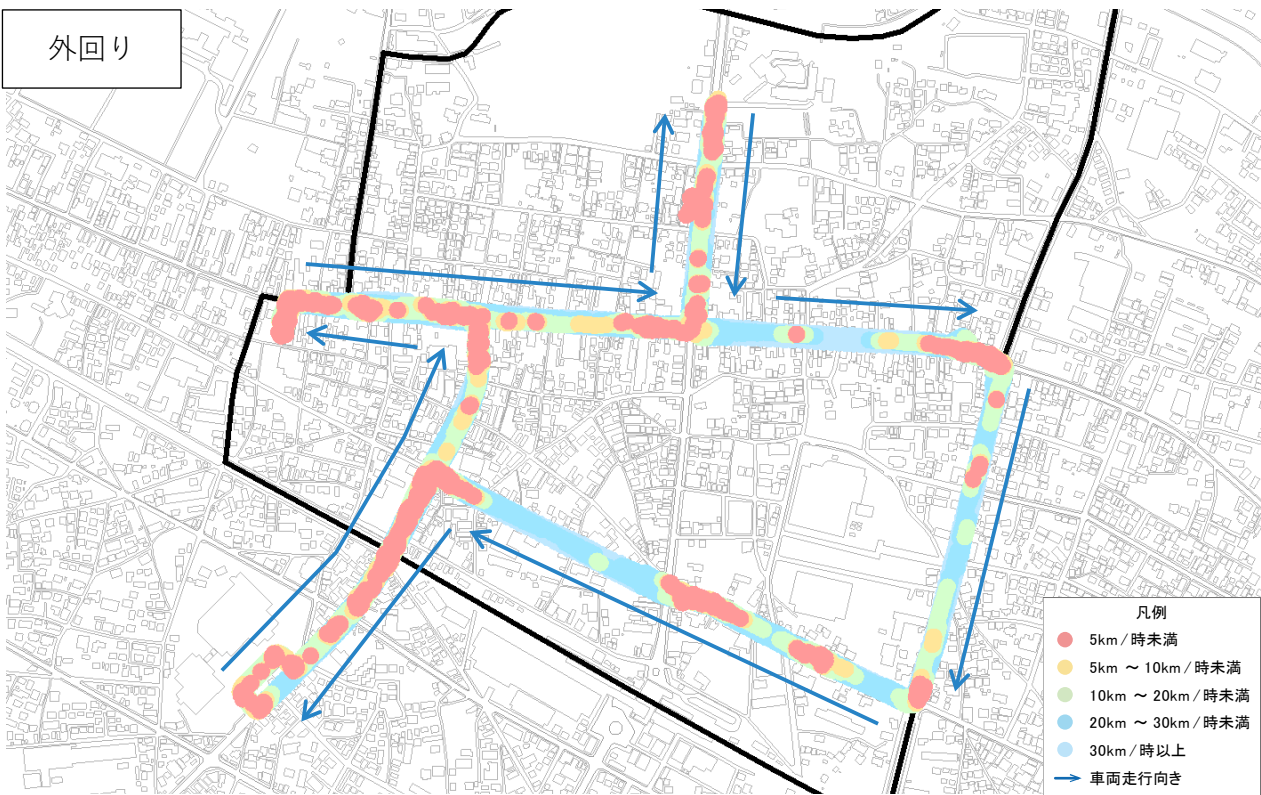 外回り
凡例
5km/時未満
5km ～ 10km/時未満
10km ～ 20km/時未満
20km ～ 30km/時未満
30km/時以上
車両走行向き